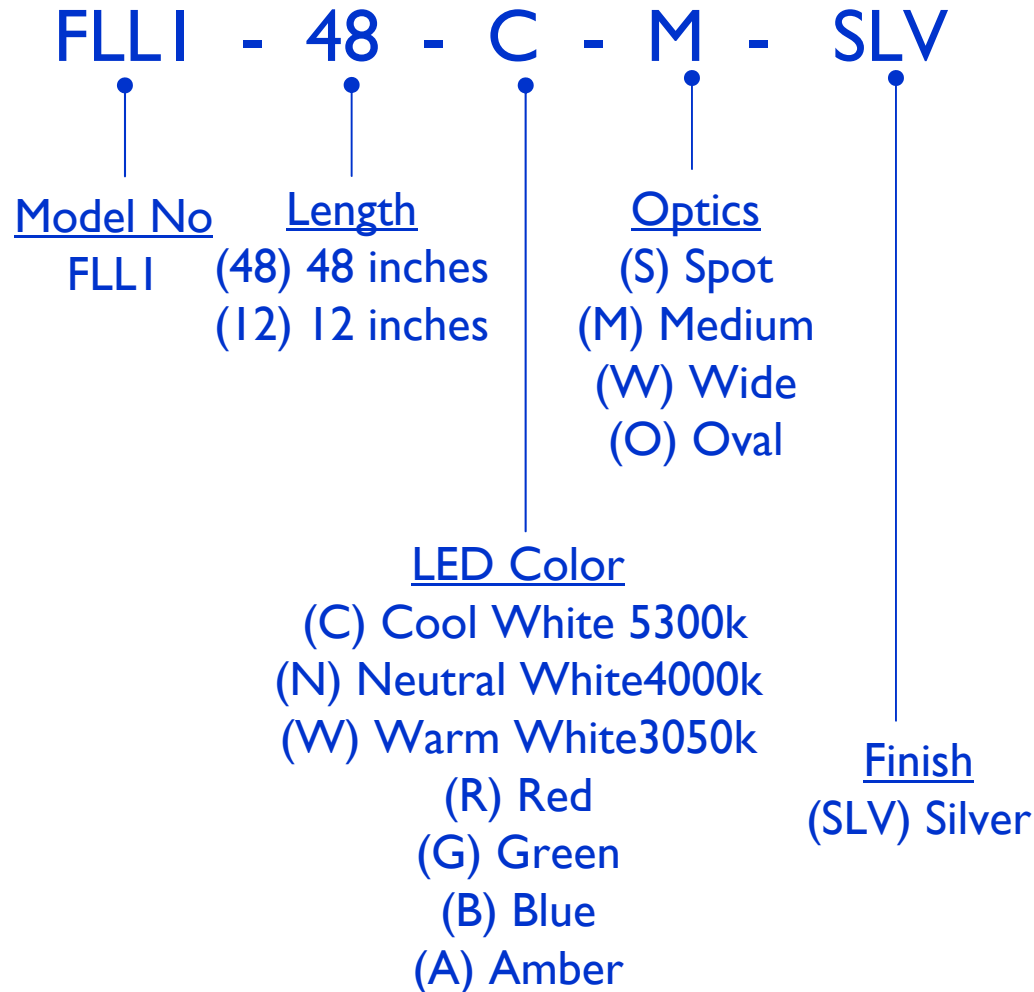 FLL1 - 48 - C - M - SLV
Model No
FLL1
Length
(48) 48 inches
(12) 12 inches
Optics
(S) Spot
(M) Medium
(W) Wide
(O) Oval
LED Color
(C) Cool White 5300k
(N) Neutral White4000k
(W) Warm White3050k
(R) Red
(G) Green
(B) Blue
(A) Amber
Finish
(SLV) Silver